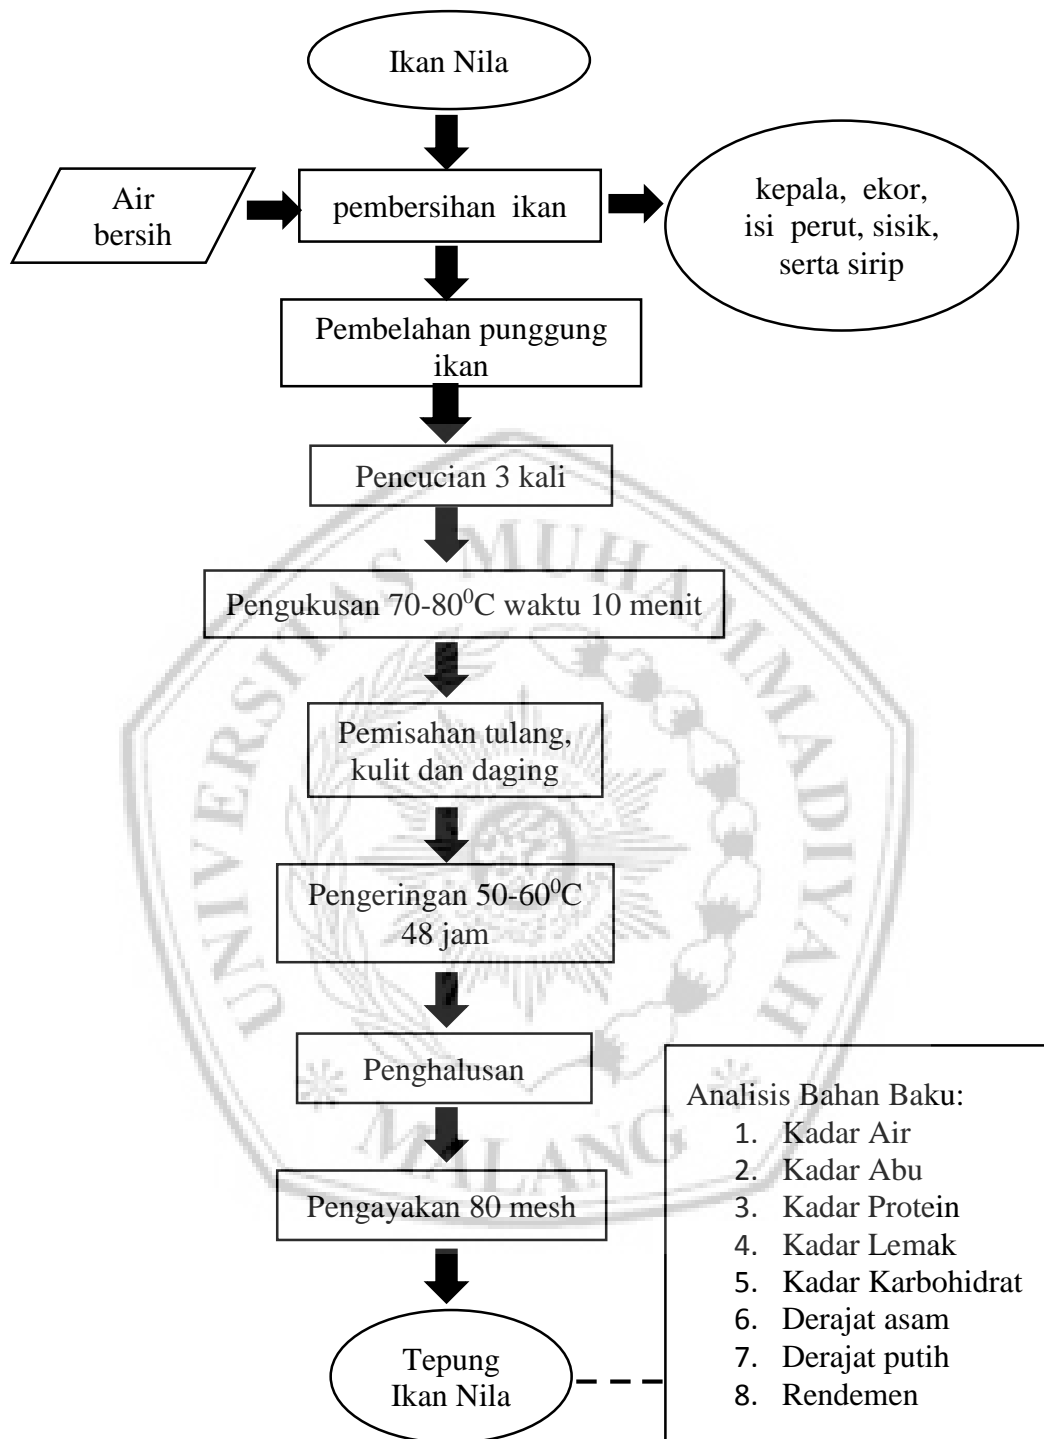 Ikan Nila
Air
bersih
pembersihan ikan
kepala, ekor,
isi perut, sisik,
serta sirip
Pembelahan punggung
ikan
Pencucian 3 kali
Pengukusan 70-80⁰C waktu 10 menit
Pemisahan tulang,
kulit dan daging
Pengeringan 50-60⁰C
48 jam
Penghalusan
Pengayakan 80 mesh
Tepung
Ikan Nila
Analisis Bahan Baku:
1. Kadar Air
2. Kadar Abu
3. Kadar Protein
4. Kadar Lemak
5. Kadar Karbohidrat
6. Derajat asam
7. Derajat putih
8. Rendemen
UNIVERSITAS MUHAMMADIYAH
MALANG